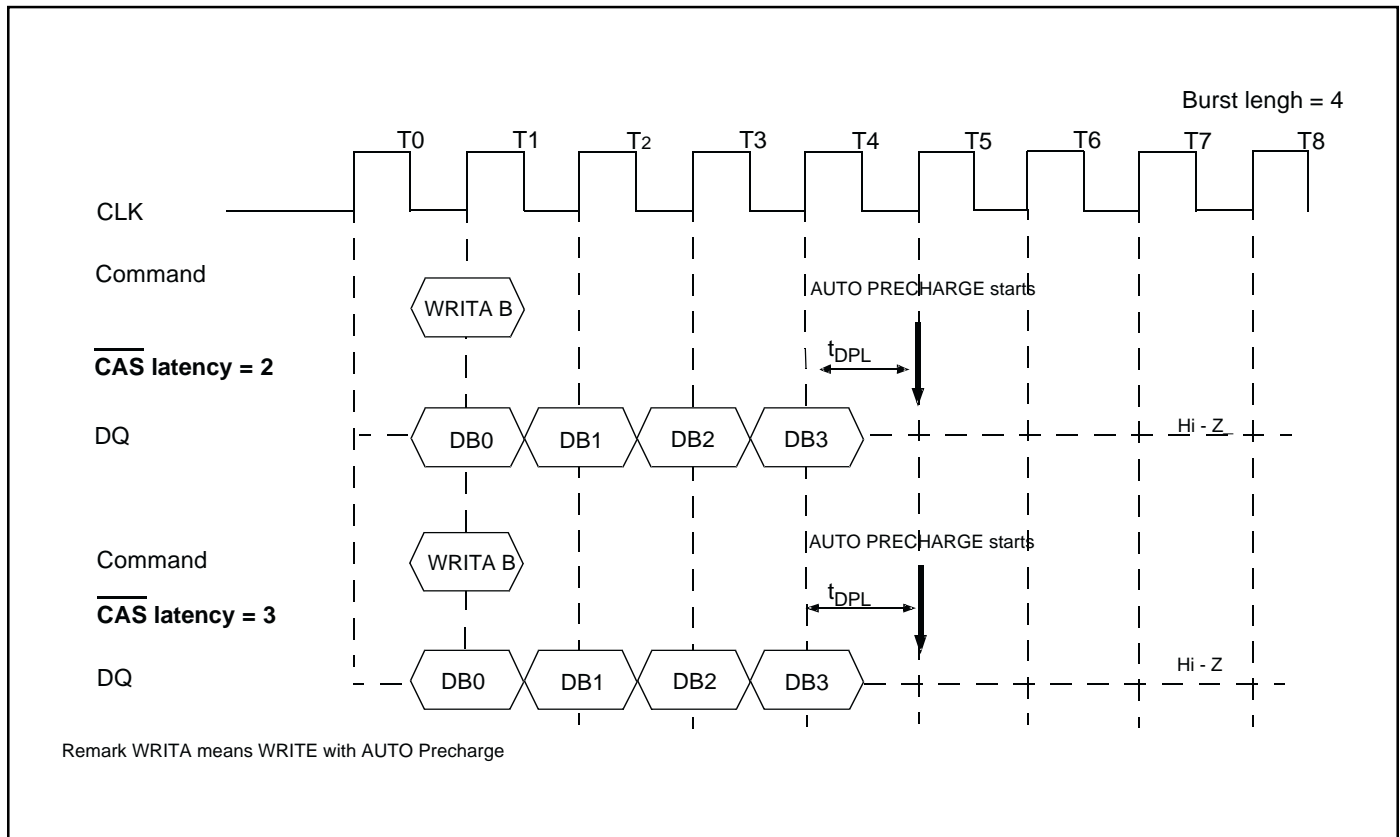 Burst lengh = 4
T0 T1 T2 T3 T4 T5 T6 T7 T8
CLK
Command
WRITA B
AUTO PRECHARGE starts
CAS latency = 2
tDPL
DQ
DB0 DB1 DB2 DB3
Hi - Z
Command
WRITA B
AUTO PRECHARGE starts
CAS latency = 3
tDPL
DQ
DB0 DB1 DB2 DB3
Hi - Z
Remark WRITA means WRITE with AUTO Precharge